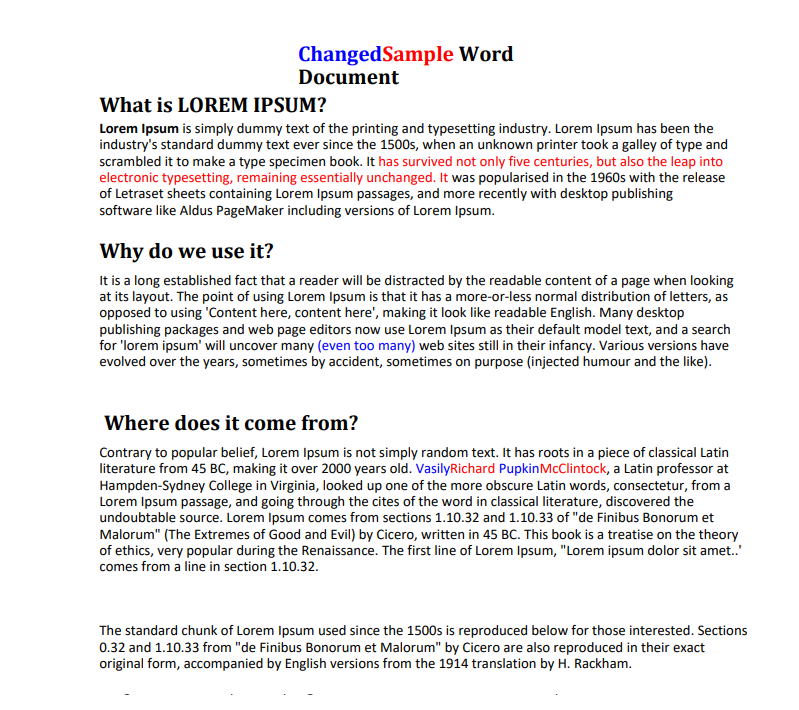 ChangedSample Word
Document
What is LOREM IPSUM?
Lorem Ipsum is simply dummy text of the printing and typesetting industry. Lorem Ipsum has been the
industry's standard dummy text ever since the 1500s, when an unknown printer took a galley of type and
scrambled it to make a type specimen book. It has survived not only five centuries, but also the leap into
electronic typesetting, remaining essentially unchanged. It was popularised in the 1960s with the release
of Letraset sheets containing Lorem Ipsum passages, and more recently with desktop publishing
software like Aldus PageMaker including versions of Lorem Ipsum.
Why do we use it?
It is a long established fact that a reader will be distracted by the readable content of a page when looking
at its layout. The point of using Lorem Ipsum is that it has a more-or-less normal distribution of letters, as
opposed to using 'Content here, content here', making it look like readable English. Many desktop
publishing packages and web page editors now use Lorem Ipsum as their default model text, and a search
for 'lorem ipsum' will uncover many (even too many) web sites still in their infancy. Various versions have
evolved over the years, sometimes by accident, sometimes on purpose (injected humour and the like).
Where does it come from?
Contrary to popular belief, Lorem Ipsum is not simply random text. It has roots in a piece of classical Latin
literature from 45 BC, making it over 2000 years old. VasilyRichard PupkinMcClintock, a Latin professor at
Hampden-Sydney College in Virginia, looked up one of the more obscure Latin words, consectetur, from a
Lorem Ipsum passage, and going through the cites of the word in classical literature, discovered the
undoubtable source. Lorem Ipsum comes from sections 1.10.32 and 1.10.33 of "de Finibus Bonorum et
Malorum" (The Extremes of Good and Evil) by Cicero, written in 45 BC. This book is a treatise on the theory
of ethics, very popular during the Renaissance. The first line of Lorem Ipsum, "Lorem ipsum dolor sit amet..'
comes from a line in section 1.10.32.
The standard chunk of Lorem Ipsum used since the 1500s is reproduced below for those interested. Sections
0.32 and 1.10.33 from "de Finibus Bonorum et Malorum" by Cicero are also reproduced in their exact
original form, accompanied by English versions from the 1914 translation by H. Rackham.